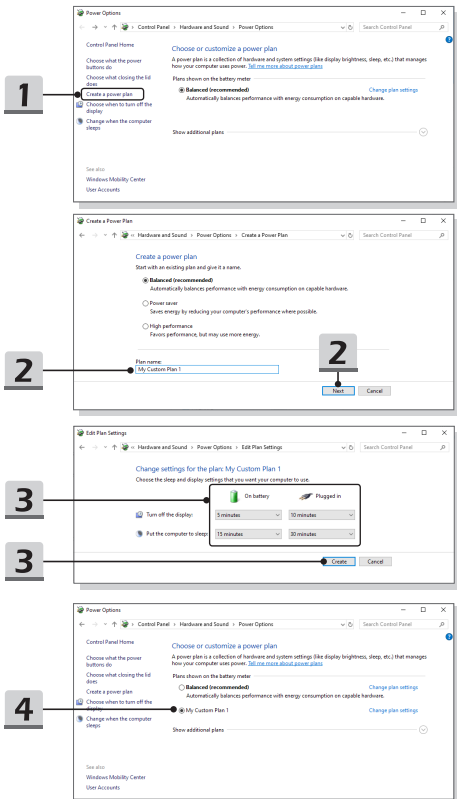 Power Options
Control Panel › Hardware and Sound › Power Options
Search Control Panel
Control Panel Home
Choose what the power
buttons do
Choose what closing the lid
does
Create a power plan
Choose when to turn off the
display
Change when the computer
sleeps
See also
Windows Mobility Center
User Accounts
Choose or customize a power plan
A power plan is a collection of hardware and system settings (like display brightness, sleep, etc.) that manages
how your computer uses power. Tell me more about power plans
Plans shown on the battery meter
Balanced (recommended)
Change plan settings
Automatically balances performance with energy consumption on capable hardware.
Show additional plans
1
Create a Power Plan
« Hardware and Sound › Power Options › Create a Power Plan
Search Control Panel
Create a power plan
Start with an existing plan and give it a name.
Balanced (recommended)
Automatically balances performance with energy consumption on capable hardware.
Power saver
Saves energy by reducing your computer's performance where possible.
High performance
Favors performance, but may use more energy.
Plan name:
My Custom Plan 1
2
2
Next
Cancel
Edit Plan Settings
« Hardware and Sound › Power Options › Edit Plan Settings
Search Control Panel
Change settings for the plan: My Custom Plan 1
Choose the sleep and display settings that you want your computer to use.
On battery
Plugged in
3
Turn off the display:
5 minutes
10 minutes
Put the computer to sleep:
15 minutes
30 minutes
3
Create
Cancel
Power Options
Control Panel › Hardware and Sound › Power Options
Search Control Panel
Control Panel Home
Choose what the power
buttons do
Choose what closing the lid
does
Create a power plan
Choose when to turn off the
display
Change when the computer
sleeps
See also
Windows Mobility Center
User Accounts
Choose or customize a power plan
A power plan is a collection of hardware and system settings (like display brightness, sleep, etc.) that manages
how your computer uses power. Tell me more about power plans
Plans shown on the battery meter
Balanced (recommended)
Change plan settings
Automatically balances performance with energy consumption on capable hardware.
4
My Custom Plan 1
Change plan settings
Show additional plans